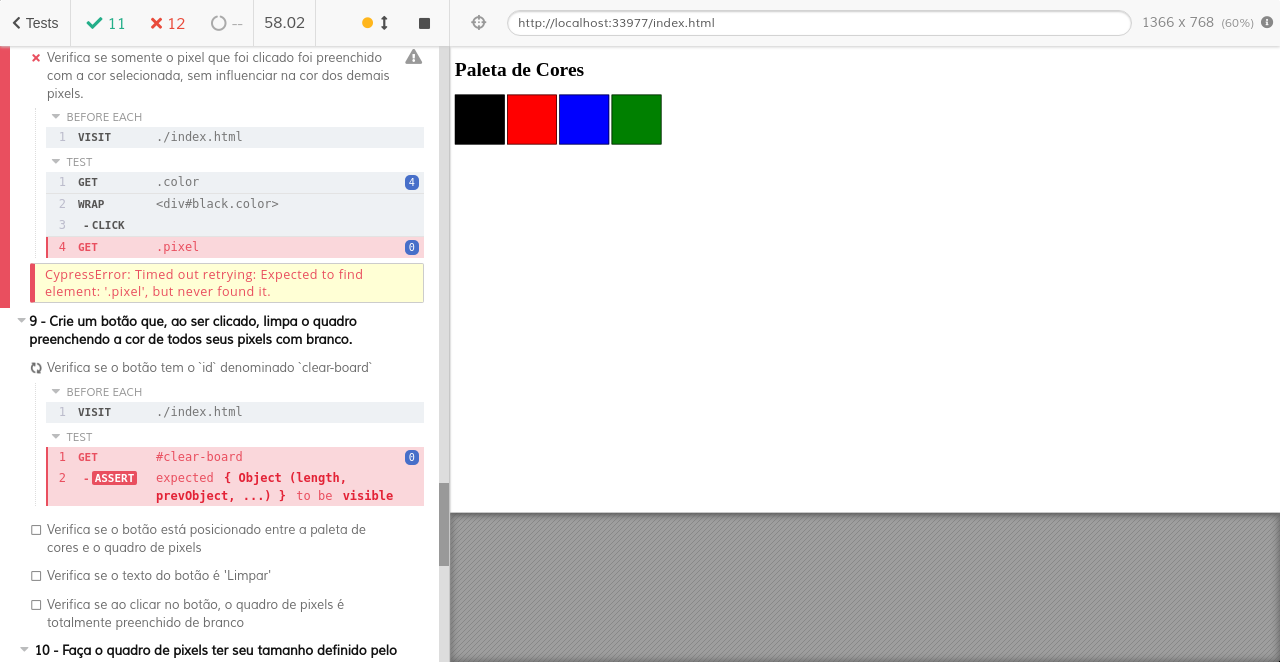 Tests 11 12 -- 58.02 http://localhost:33977/index.html 1366 x 768 (60%)
Verifica se somente o pixel que foi clicado foi preenchido
com a cor selecionada, sem influenciar na cor dos demais
pixels.
BEFORE EACH
1 VISIT ./index.html
TEST
1 GET .color 4
2 WRAP <div#black.color>
3 - CLICK
4 GET .pixel 0
CypressError: Timed out retrying: Expected to find
element: '.pixel', but never found it.
9 - Crie um botão que, ao ser clicado, limpa o quadro
preenchendo a cor de todos seus pixels com branco.
Verifica se o botão tem o `id` denominado `clear-board`
BEFORE EACH
1 VISIT ./index.html
TEST
1 GET #clear-board 0
2 - ASSERT expected { Object (length,
prevObject, ...) } to be visible
Verifica se o botão está posicionado entre a paleta de
cores e o quadro de pixels
Verifica se o texto do botão é 'Limpar'
Verifica se ao clicar no botão, o quadro de pixels é
totalmente preenchido de branco
10 - Faça o quadro de pixels ter seu tamanho definido pelo
Paleta de Cores